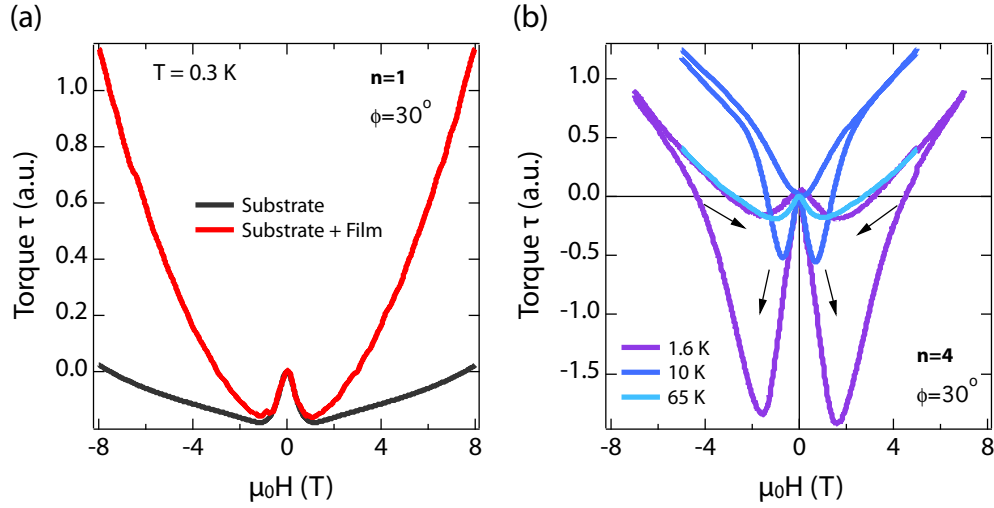 (a)
T = 0.3 K
n=1
ϕ=30°
Substrate
Substrate + Film
Torque τ (a.u.)
1.0
0.8
0.6
0.4
0.2
0.0
-8
-4
0
4
8
μ₀H (T)
(b)
Torque τ (a.u.)
1.0
0.5
0.0
-0.5
-1.0
-1.5
1.6 K
10 K
65 K
n=4
ϕ=30°
-8
-4
0
4
8
μ₀H (T)